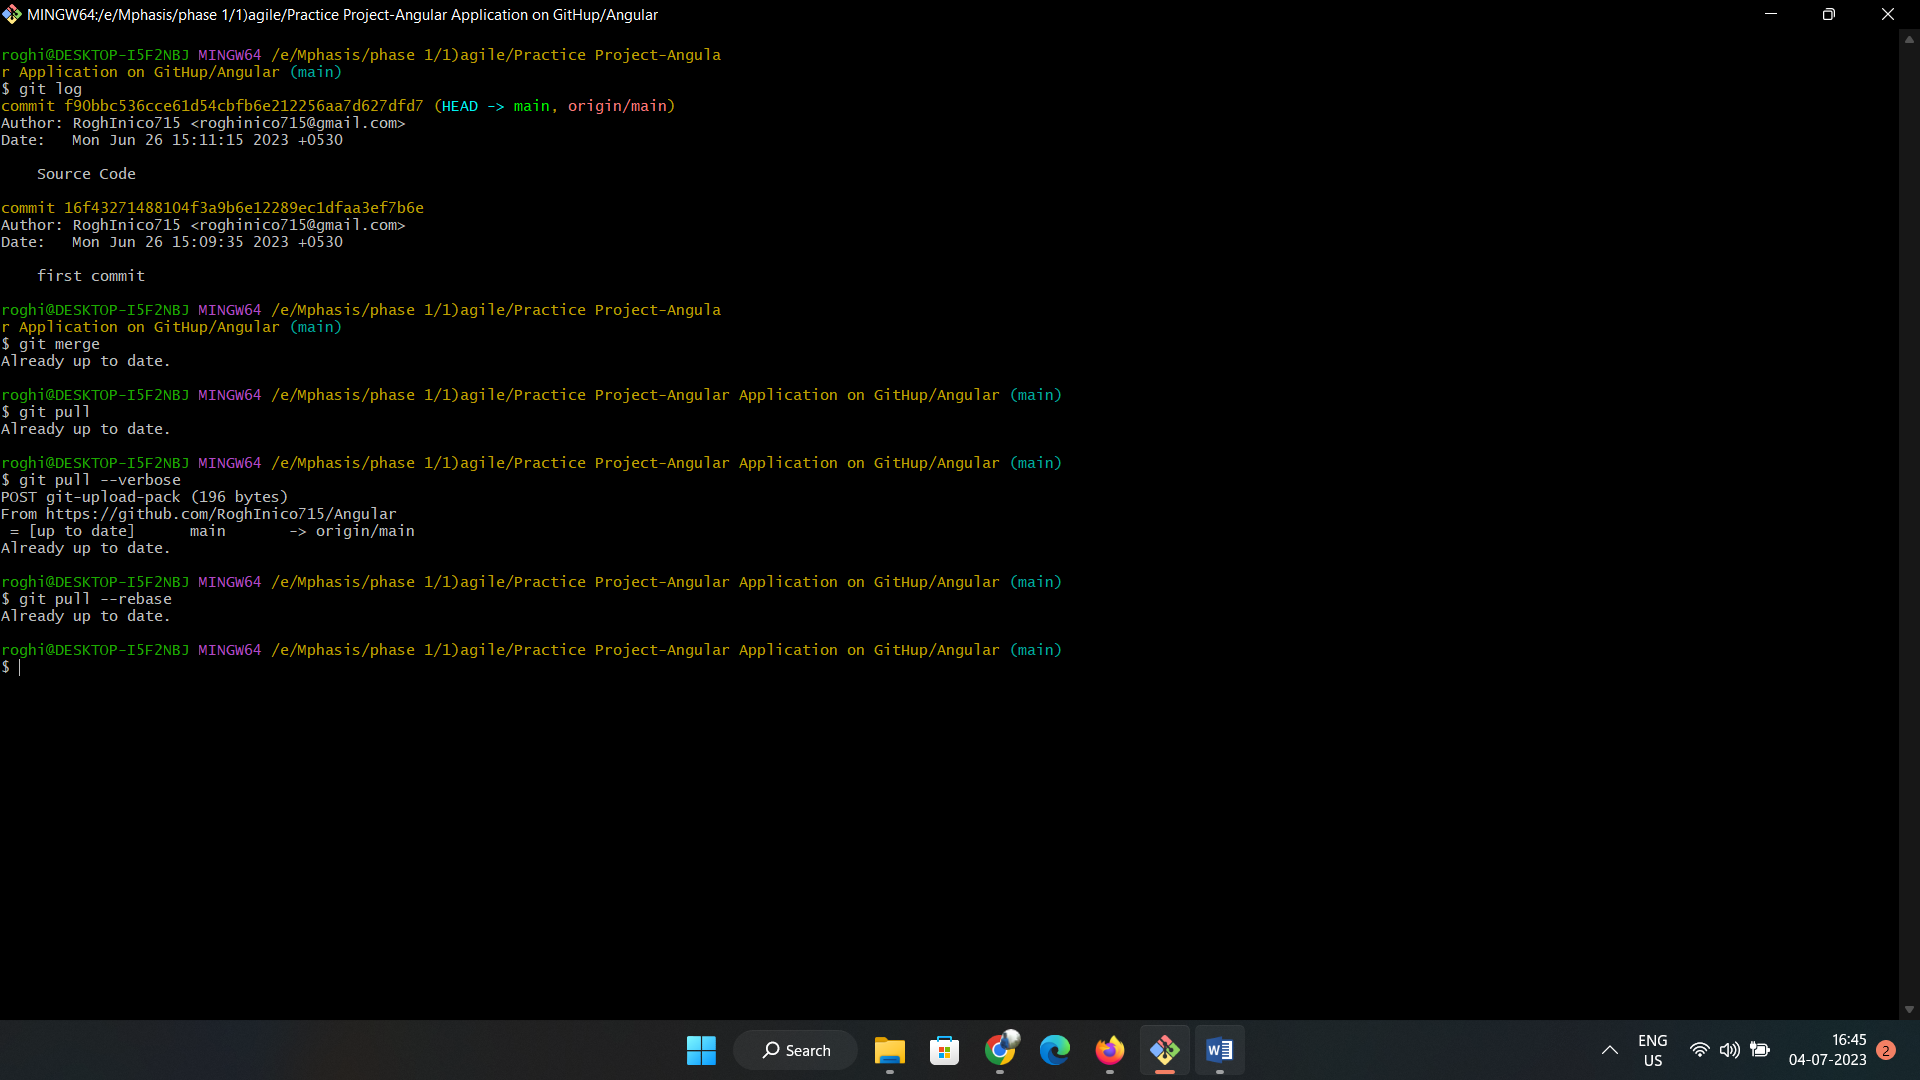 MINGW64:/e/Mphasis/phase 1/1)agile/Practice Project-Angular Application on GitHup/Angular
roghi@DESKTOP-I5F2NBJ MINGW64 /e/Mphasis/phase 1/1)agile/Practice Project-Angula
r Application on GitHup/Angular (main)
$ git log
commit f90bbc536cce61d54cbfb6e212256aa7d627dfd7 (HEAD -> main, origin/main)
Author: RoghInico715 <roghinico715@gmail.com>
Date:   Mon Jun 26 15:11:15 2023 +0530
    Source Code
commit 16f43271488104f3a9b6e12289ec1dfaa3ef7b6e
Author: RoghInico715 <roghinico715@gmail.com>
Date:   Mon Jun 26 15:09:35 2023 +0530
    first commit
roghi@DESKTOP-I5F2NBJ MINGW64 /e/Mphasis/phase 1/1)agile/Practice Project-Angula
r Application on GitHup/Angular (main)
$ git merge
Already up to date.
roghi@DESKTOP-I5F2NBJ MINGW64 /e/Mphasis/phase 1/1)agile/Practice Project-Angular Application on GitHup/Angular (main)
$ git pull
Already up to date.
roghi@DESKTOP-I5F2NBJ MINGW64 /e/Mphasis/phase 1/1)agile/Practice Project-Angular Application on GitHup/Angular (main)
$ git pull --verbose
POST git-upload-pack (196 bytes)
From https://github.com/RoghInico715/Angular
 = [up to date]      main       -> origin/main
Already up to date.
roghi@DESKTOP-I5F2NBJ MINGW64 /e/Mphasis/phase 1/1)agile/Practice Project-Angular Application on GitHup/Angular (main)
$ git pull --rebase
Already up to date.
roghi@DESKTOP-I5F2NBJ MINGW64 /e/Mphasis/phase 1/1)agile/Practice Project-Angular Application on GitHup/Angular (main)
$
Search
W
ENG
US
16:45
04-07-2023
2